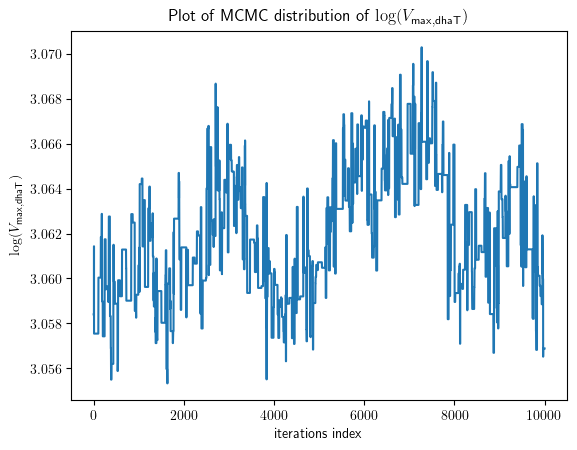 Plot of MCMC distribution of log(V_max,dhaT)
3.070
3.068
3.066
3.064
3.062
3.060
3.058
3.056
log(V_max,dhaT)
0 2000 4000 6000 8000 10000
iterations index